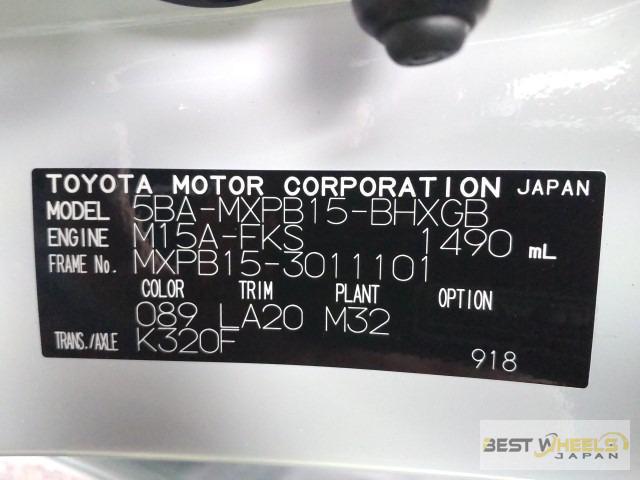 TOYOTA MOTOR CORPORATION JAPAN
MODEL 5BA-MXPB15-BHXGB
ENGINE M15A-FKS 1490 mL
FRAME No. MXPB15-3011101
COLOR TRIM PLANT OPTION
089 LA20 M32
TRANS./AXLE K320F
918
BEST WHEELS
JAPAN